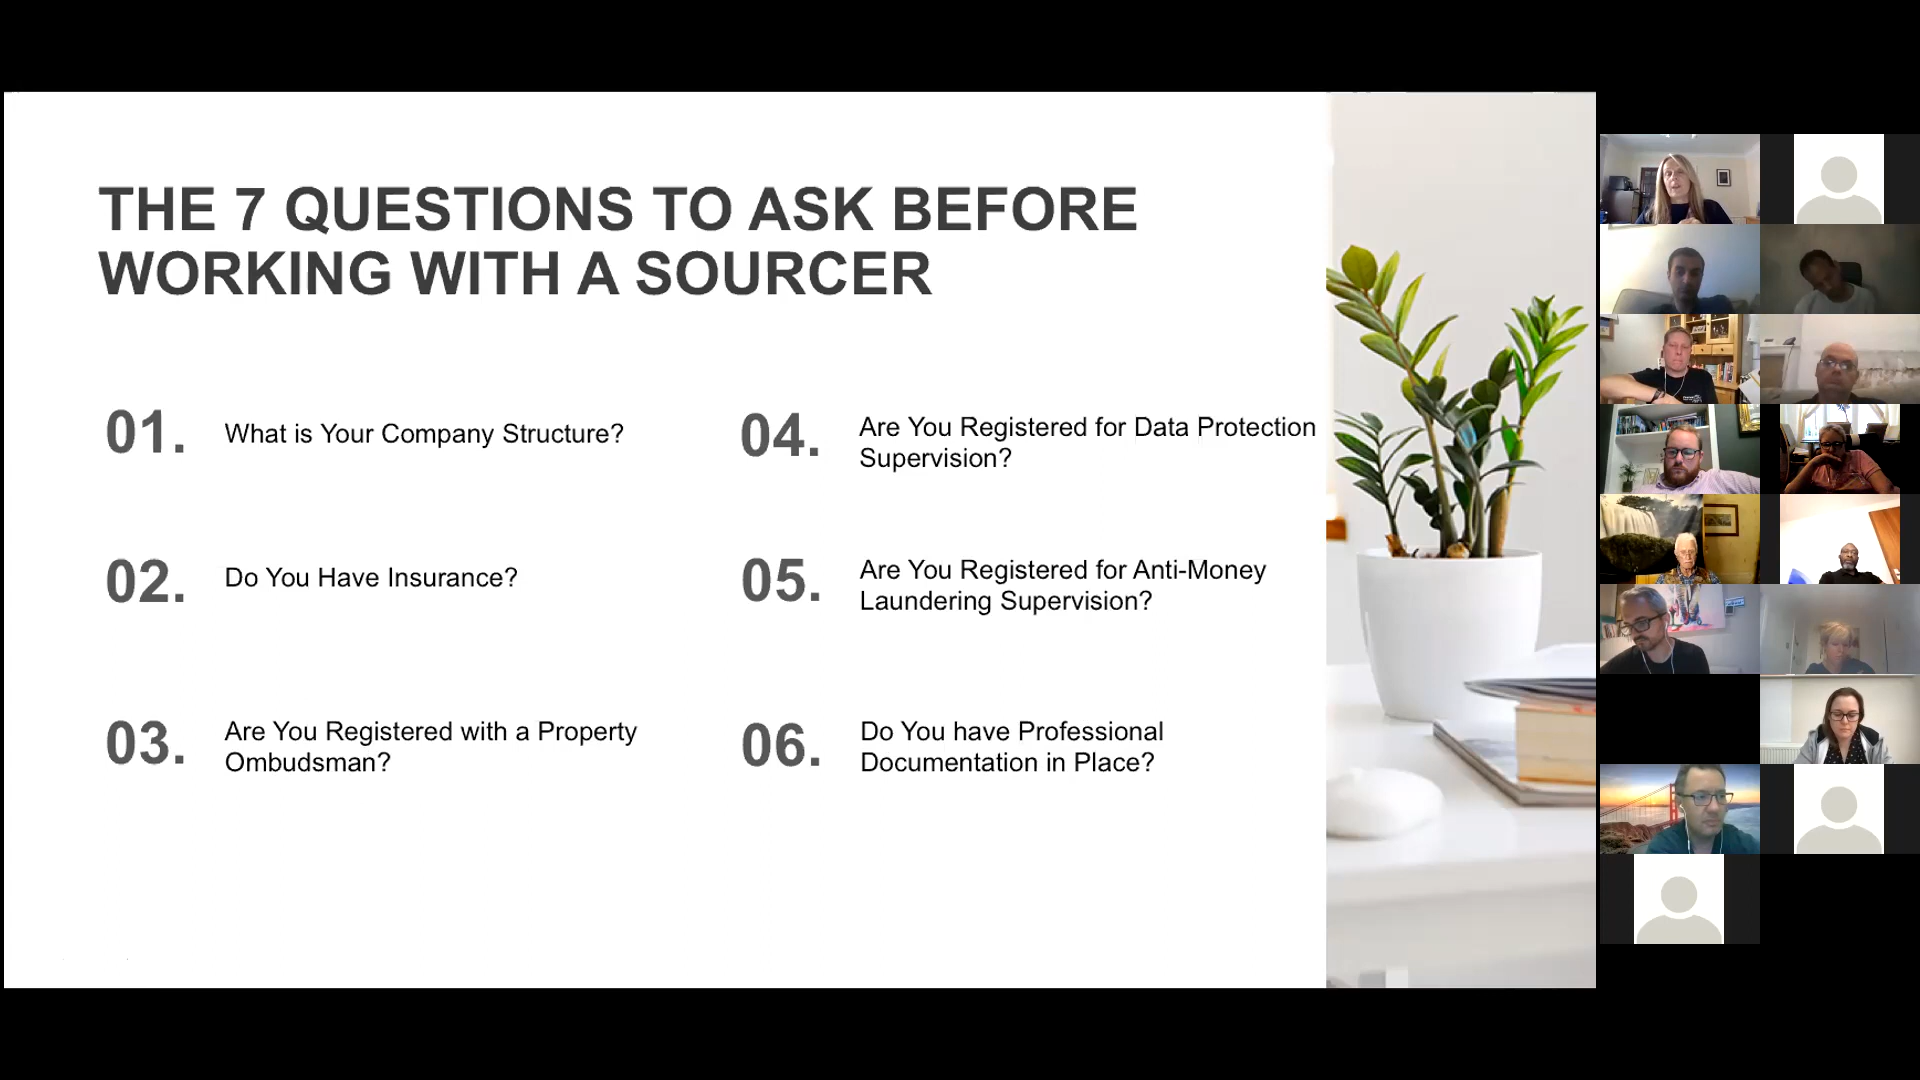 THE 7 QUESTIONS TO ASK BEFORE
WORKING WITH A SOURCER
01.
What is Your Company Structure?
02.
Do You Have Insurance?
03.
Are You Registered with a Property
Ombudsman?
04.
Are You Registered for Data Protection
Supervision?
05.
Are You Registered for Anti-Money
Laundering Supervision?
06.
Do You have Professional
Documentation in Place?